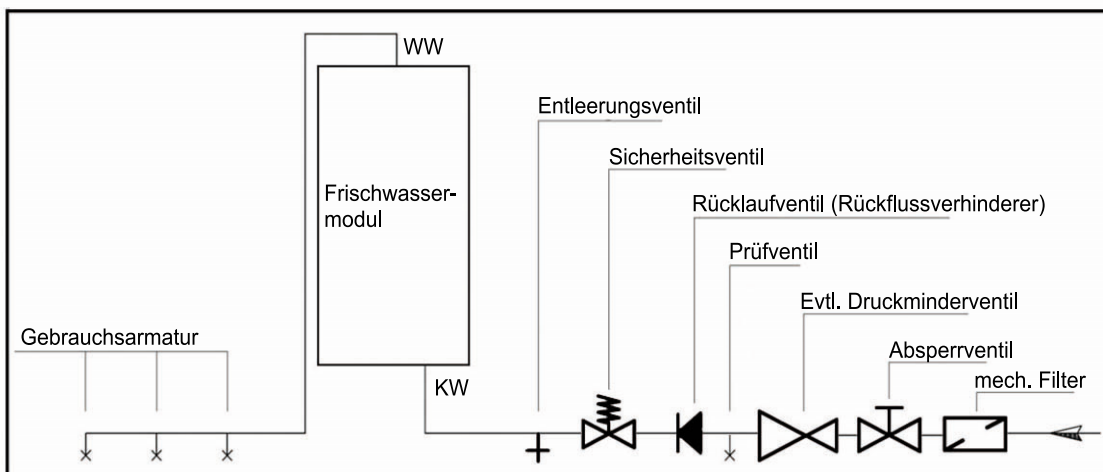 WW
Entleerungsventil
Sicherheitsventil
Frischwasser-
modul
Rücklaufventil (Rückflussverhinderer)
Prüfventil
Evtl. Druckminderventil
Gebrauchsarmatur
Absperrventil
KW
mech. Filter